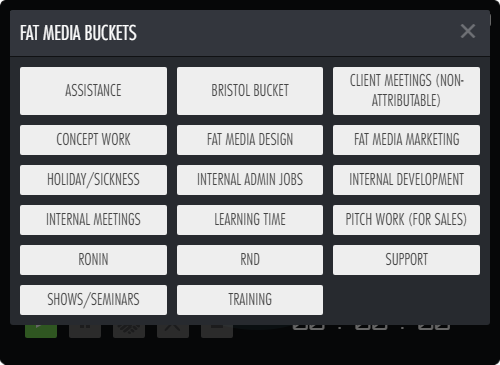 FAT MEDIA BUCKETS
ASSISTANCE
BRISTOL BUCKET
CLIENT MEETINGS (NON-
ATTRIBUTABLE)
CONCEPT WORK
FAT MEDIA DESIGN
FAT MEDIA MARKETING
HOLIDAY/SICKNESS
INTERNAL ADMIN JOBS
INTERNAL DEVELOPMENT
INTERNAL MEETINGS
LEARNING TIME
PITCH WORK (FOR SALES)
RONIN
RND
SUPPORT
SHOWS/SEMINARS
TRAINING